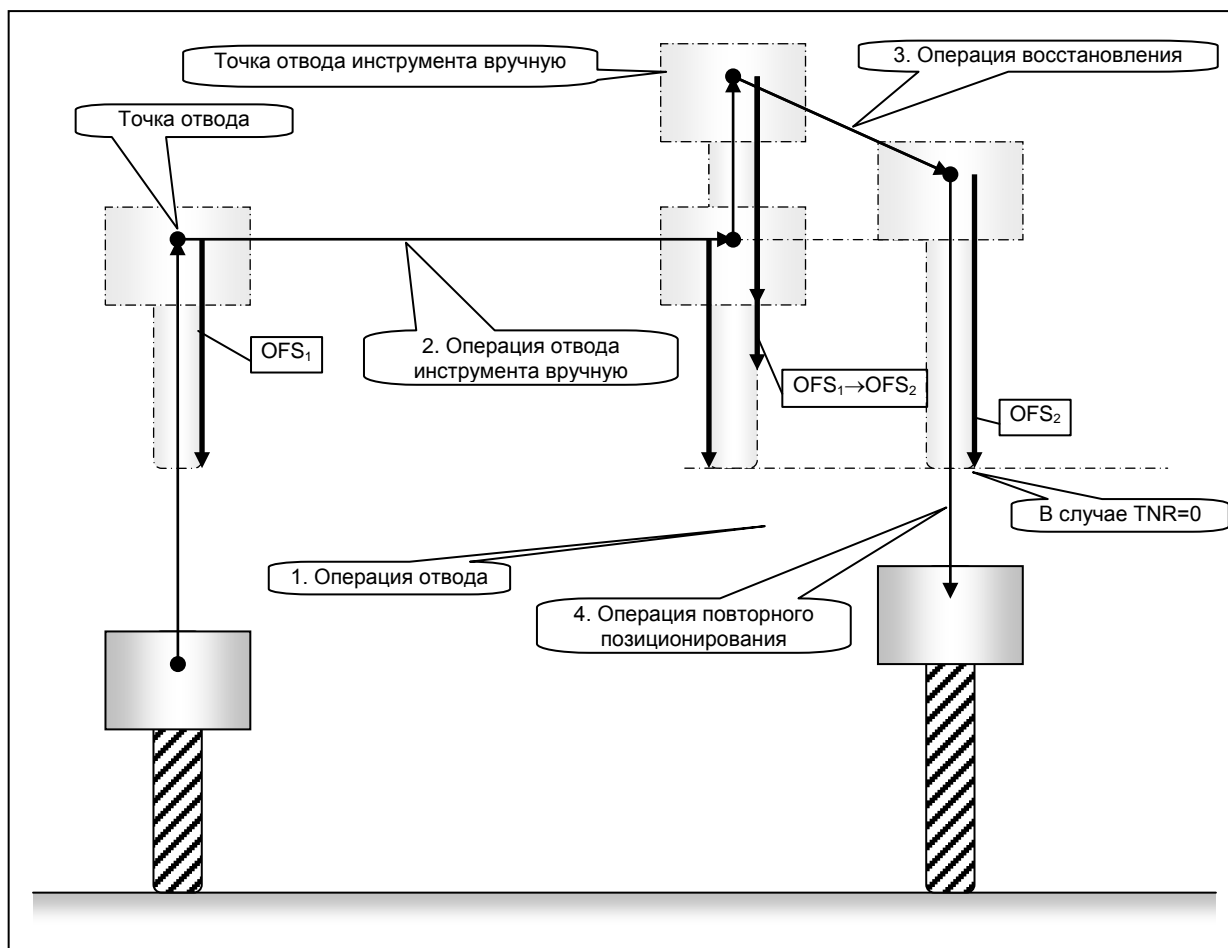 Точка отвода инструмента вручную
3. Операция восстановления
Точка отвода
OFS₁
2. Операция отвода
инструмента вручную
OFS₁→OFS₂
OFS₂
В случае TNR=0
1. Операция отвода
4. Операция повторного
позиционирования